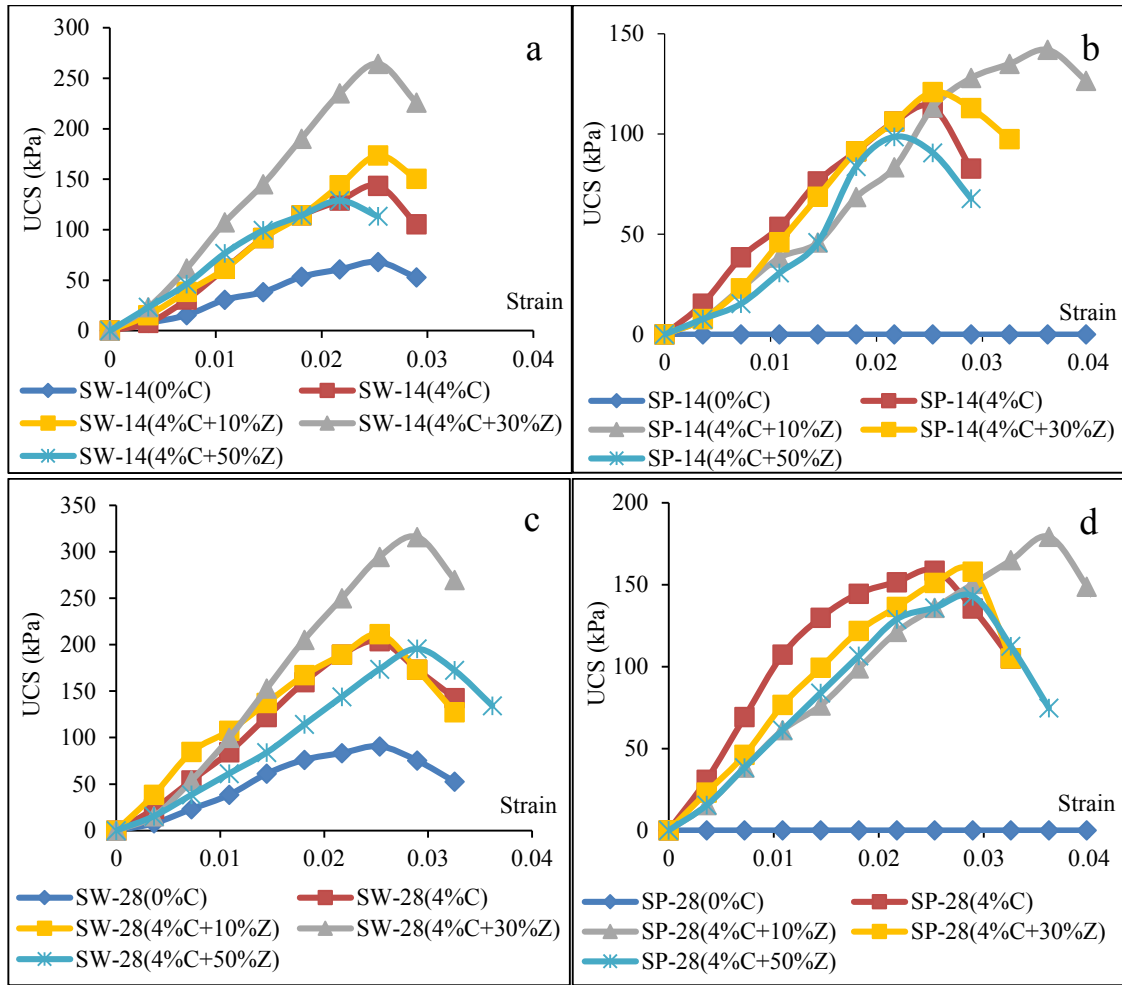 a
300
250
200
150
100
50
0
UCS (kPa)
Strain
0 0.01 0.02 0.03 0.04
SW-14(0%C) SW-14(4%C)
SW-14(4%C+10%Z) SW-14(4%C+30%Z)
SW-14(4%C+50%Z)
b
150
100
50
0
UCS (kPa)
Strain
0 0.01 0.02 0.03 0.04
SP-14(0%C) SP-14(4%C)
SP-14(4%C+10%Z) SP-14(4%C+30%Z)
SP-14(4%C+50%Z)
c
350
300
250
200
150
100
50
0
UCS (kPa)
Strain
0 0.01 0.02 0.03 0.04
SW-28(0%C) SW-28(4%C)
SW-28(4%C+10%Z) SW-28(4%C+30%Z)
SW-28(4%C+50%Z)
d
200
150
100
50
0
UCS (kPa)
Strain
0 0.01 0.02 0.03 0.04
SP-28(0%C) SP-28(4%C)
SP-28(4%C+10%Z) SP-28(4%C+30%Z)
SP-28(4%C+50%Z)